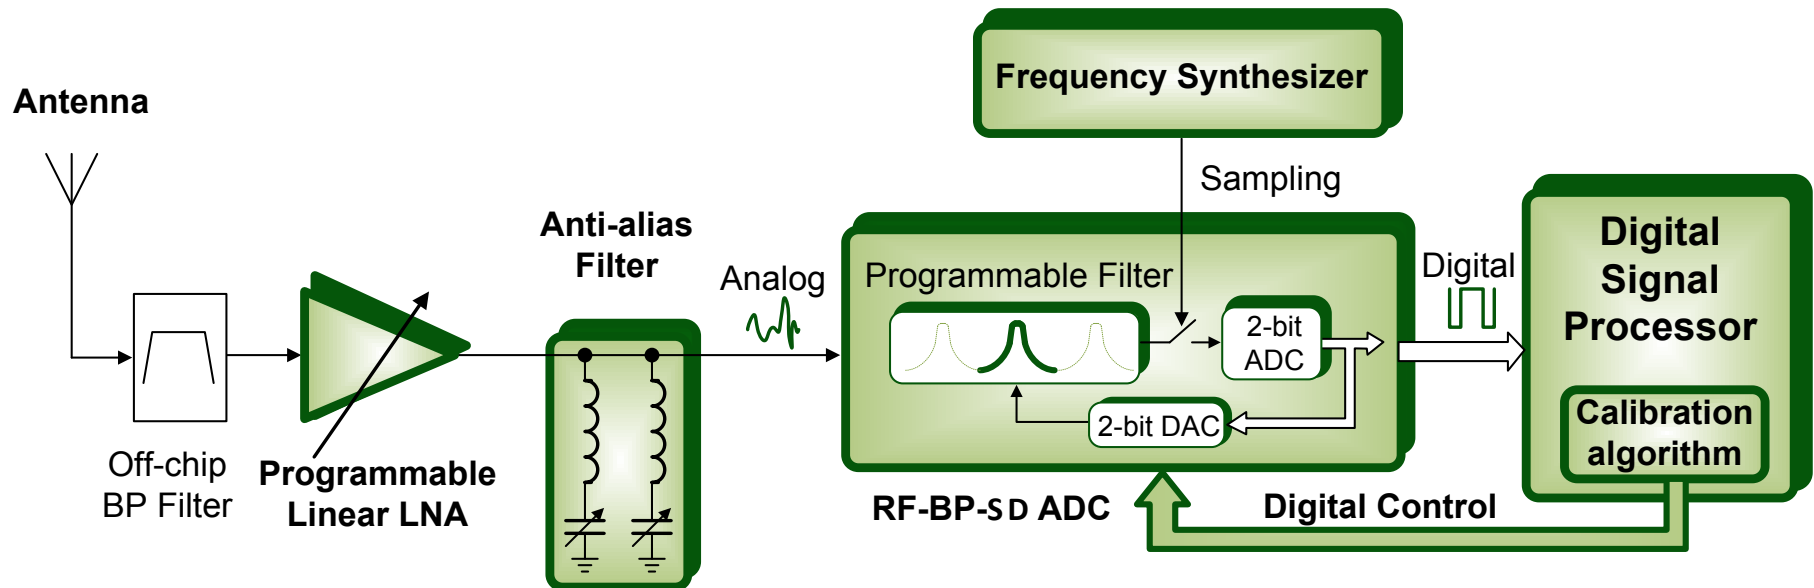 Frequency Synthesizer
Antenna
Sampling
Anti-alias
Filter
Analog
Programmable Filter
2-bit
ADC
2-bit DAC
Digital
Digital
Signal
Processor
Calibration
algorithm
Off-chip
BP Filter
Programmable
Linear LNA
RF-BP-S D ADC
Digital Control